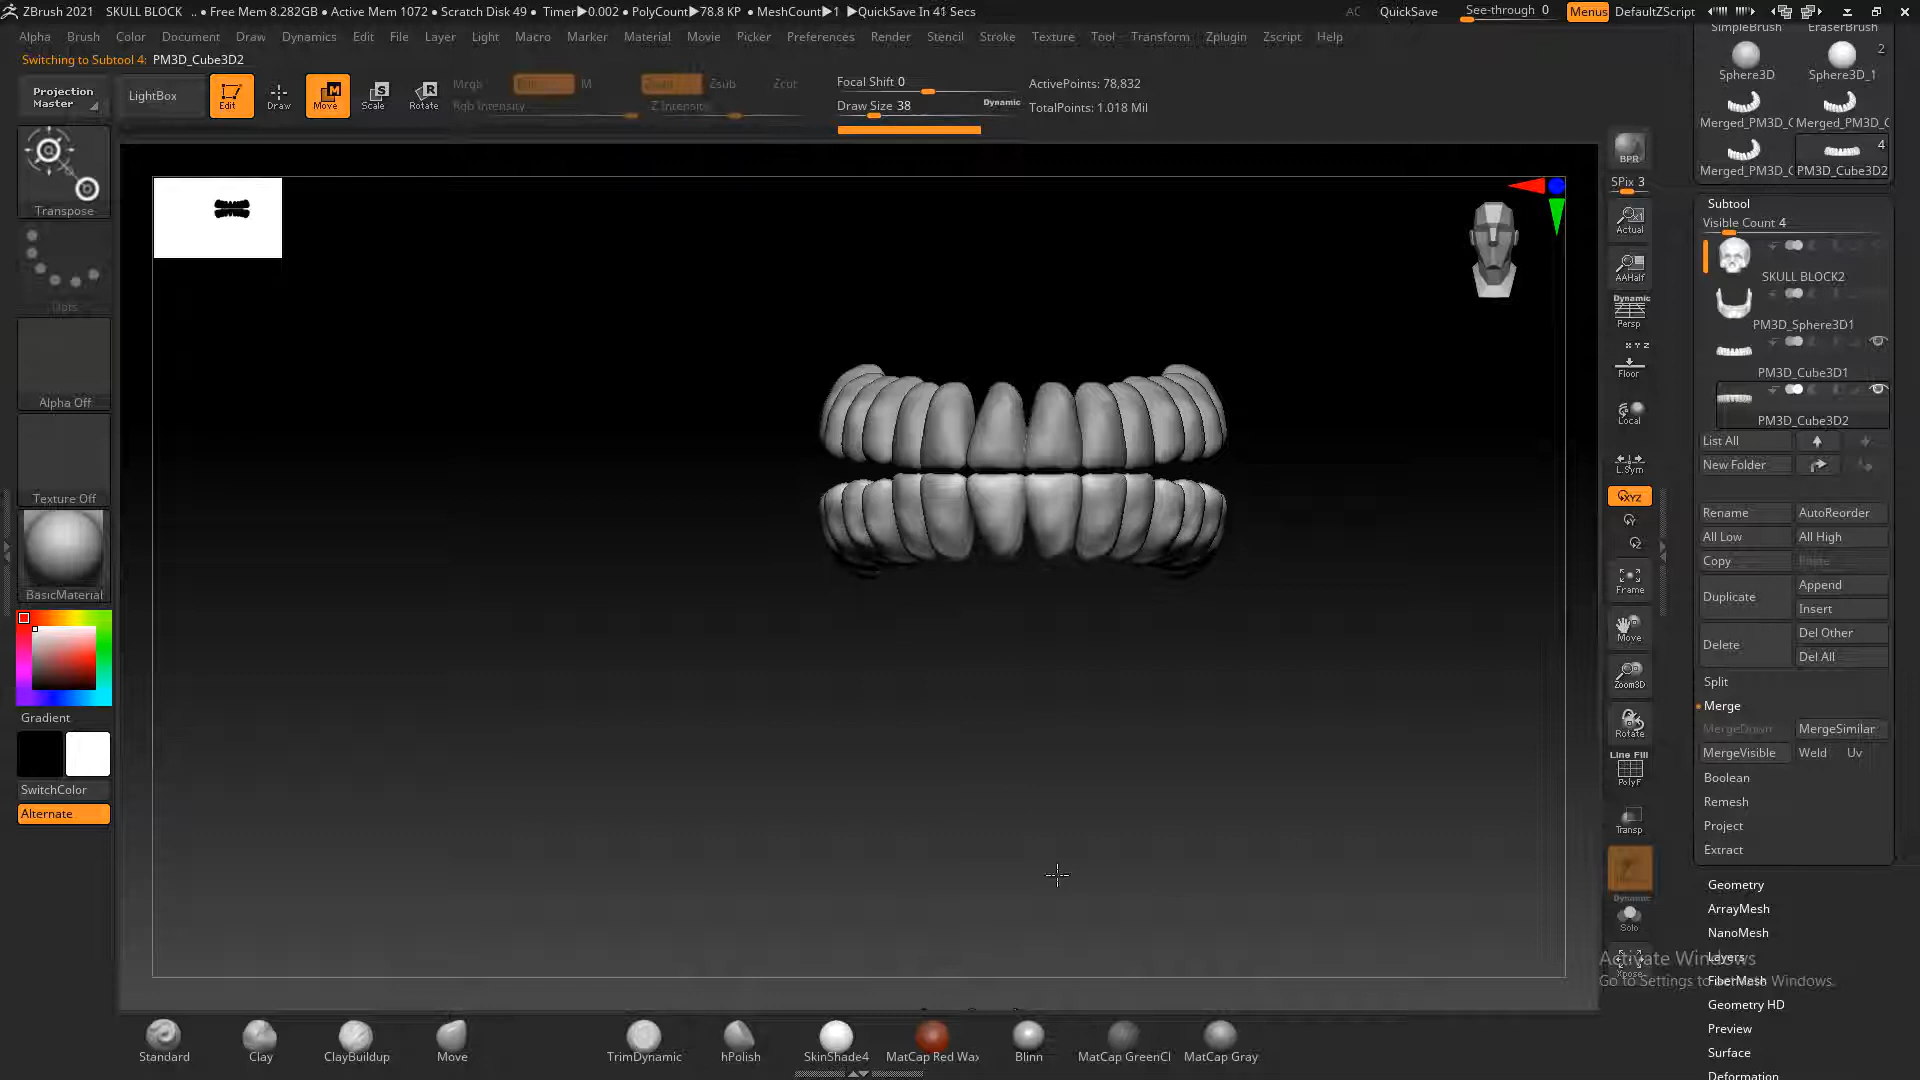 ZBrush 2021 SKULL BLOCK .. • Free Mem 8.282GB • Active Mem 1072 • Scratch Disk 49 • Timer▶0.002 • PolyCount▶78.8 KP • MeshCount▶1 ▶QuickSave In 41 Secs AC QuickSave See-through 0 Menus DefaultZScript
Alpha Brush Color Document Draw Dynamics Edit File Layer Light Macro Marker Material Movie Picker Preferences Render Stencil Stroke Texture Tool Transform Zplugin Zscript Help
Switching to Subtool 4: PM3D_Cube3D2
Projection Master
LightBox
Edit
Draw
Move
Scale
Rotate
Mrgb
M
Zsub
Zcut
Rgb Intensity
Z Intensity
Focal Shift 0
Draw Size 38
Dynamic
ActivePoints: 78,832
TotalPoints: 1.018 Mil
Transpose
Dots
Alpha Off
Texture Off
BasicMaterial
Gradient
SwitchColor
Alternate
BPR
SPix 3
Actual
AAHalf
Dynamic
Persp
X Y Z
Floor
Local
L.Sym
XYZ
Frame
Move
Zoom3D
Rotate
Line Fill
PolyF
Transp
Dynamic
Solo
Xpose
SimpleBrush EraserBrush
2
Sphere3D Sphere3D_1
Merged_PM3D_C Merged_PM3D_C
4
Merged_PM3D_C PM3D_Cube3D2
Subtool
Visible Count 4
SKULL BLOCK2
PM3D_Sphere3D1
PM3D_Cube3D1
PM3D_Cube3D2
List All
New Folder
Rename AutoReorder
All Low All High
Copy Paste
Duplicate Append
Insert
Delete Del Other
Del All
Split
Merge
MergeDown MergeSimilar
MergeVisible Weld Uv
Boolean
Remesh
Project
Extract
Geometry
ArrayMesh
NanoMesh
Layers
FiberMesh
Geometry HD
Preview
Surface
Deformation
Activate Windows
Go to Settings to activate Windows.
Standard Clay ClayBuildup Move TrimDynamic hPolish SkinShade4 MatCap Red Wax Blinn MatCap GreenCl MatCap Gray